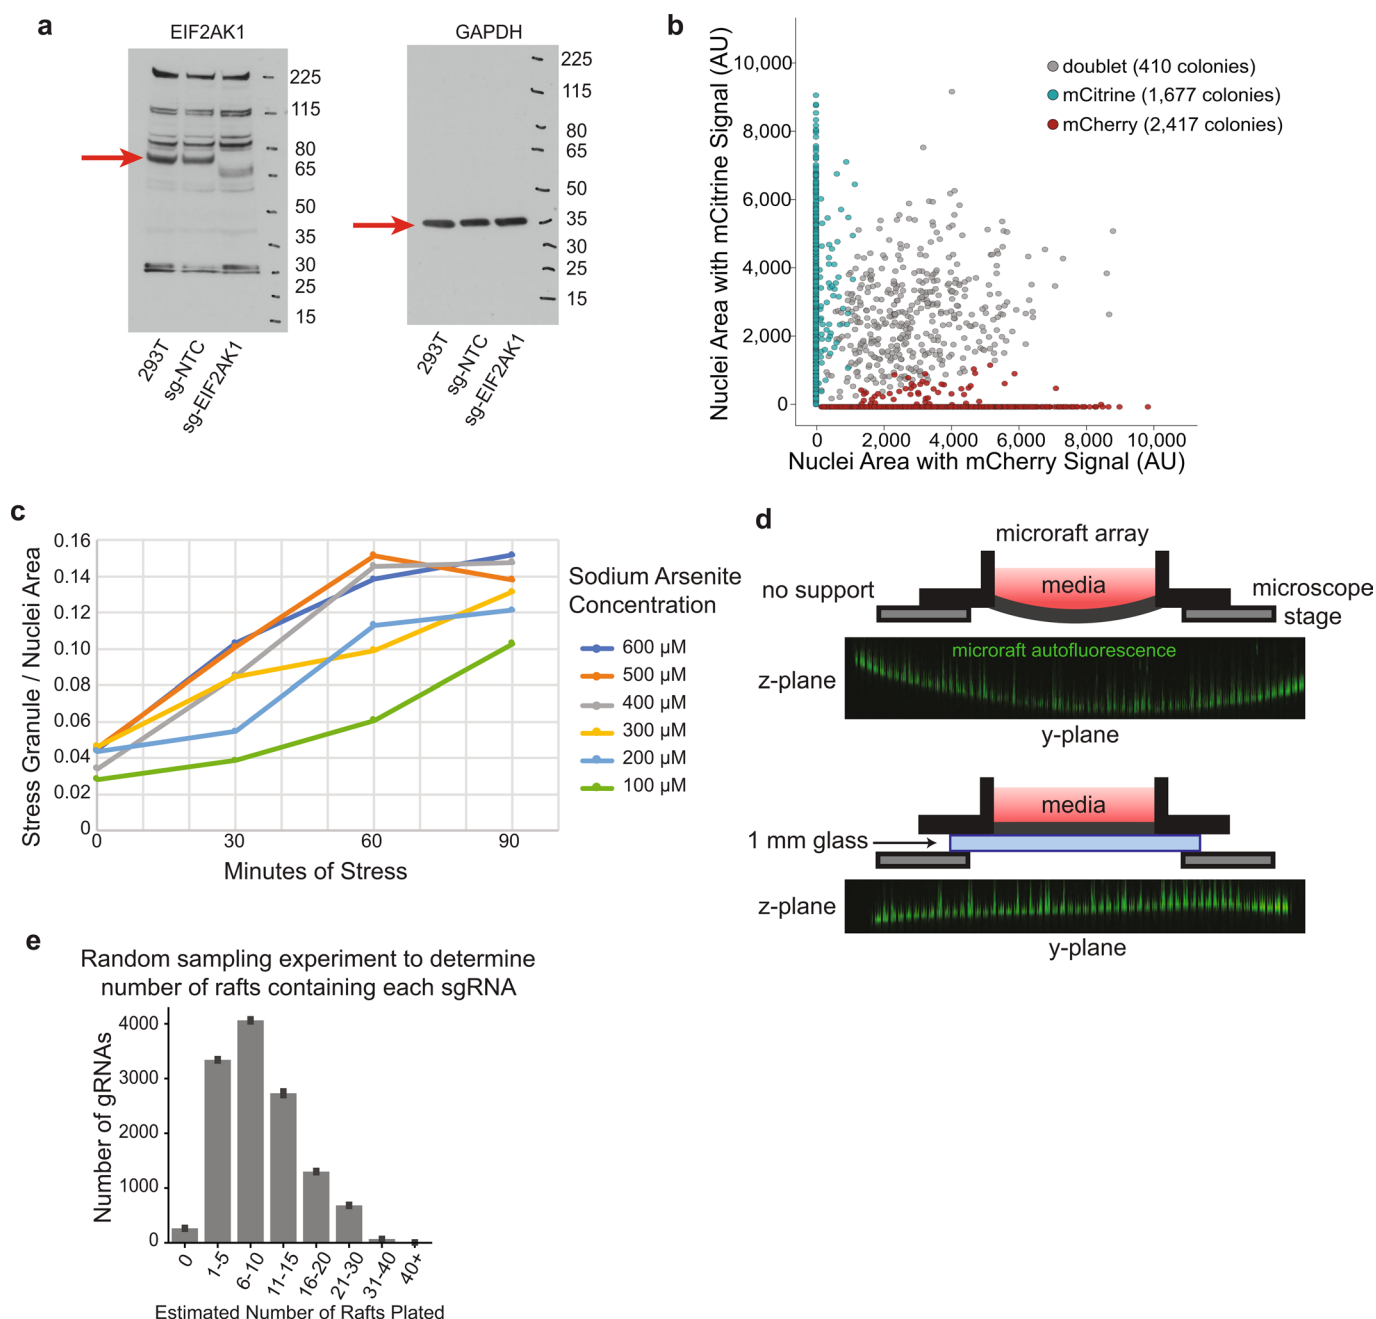 a
EIF2AK1
225
115
80
65
50
35
30
25
15
293T
sg-NTC
sg-EIF2AK1
GAPDH
225
115
80
65
50
35
30
25
15
293T
sg-NTC
sg-EIF2AK1
b
Nuclei Area with mCitrine Signal (AU)
10,000
8,000
6,000
4,000
2,000
0
doublet (410 colonies)
mCitrine (1,677 colonies)
mCherry (2,417 colonies)
0
2,000
4,000
6,000
8,000
10,000
Nuclei Area with mCherry Signal (AU)
c
Stress Granule / Nuclei Area
0.16
0.14
0.12
0.10
0.08
0.06
0.04
0.02
0
0
30
60
90
Minutes of Stress
Sodium Arsenite
Concentration
600 µM
500 µM
400 µM
300 µM
200 µM
100 µM
d
microraft array
no support
media
microscope
stage
microraft autofluorescence
z-plane
y-plane
media
1 mm glass
z-plane
y-plane
e
Random sampling experiment to determine
number of rafts containing each sgRNA
Number of gRNAs
4000
3000
2000
1000
0
0
1-5
6-10
11-15
16-20
21-30
31-40
40+
Estimated Number of Rafts Plated